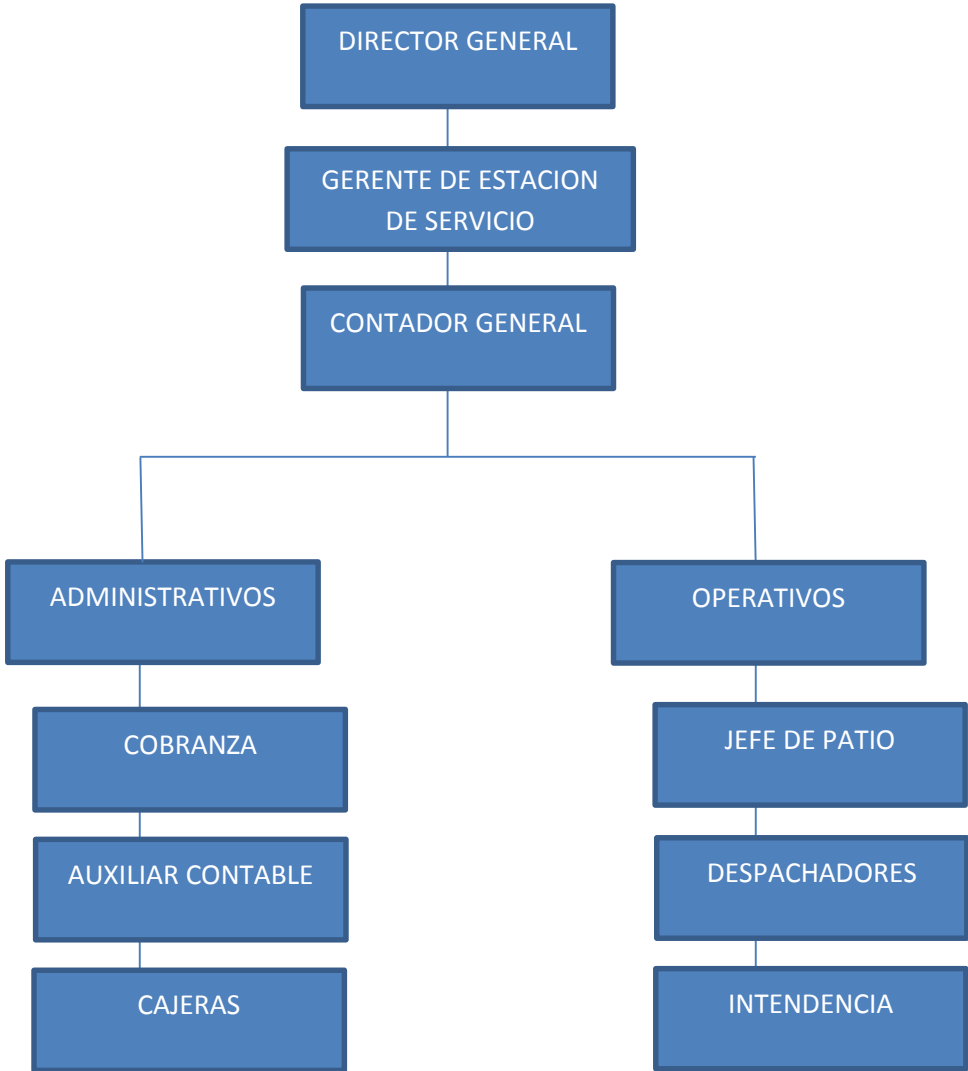 DIRECTOR GENERAL
GERENTE DE ESTACION
DE SERVICIO
CONTADOR GENERAL
ADMINISTRATIVOS
OPERATIVOS
COBRANZA
JEFE DE PATIO
AUXILIAR CONTABLE
DESPACHADORES
CAJERAS
INTENDENCIA